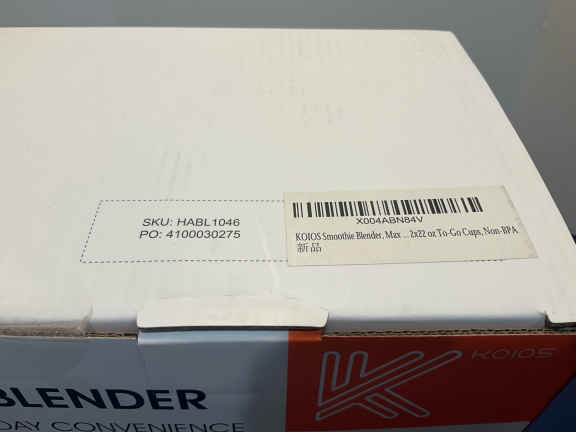 SKU: HABL1046
PO: 4100030275
X004ABN84V
KOIOS Smoothie Blender, Max ... 2x22 oz To-Go Cups, Non-BPA
新品
KOIOS
BLENDER
DAY CONVENIENCE